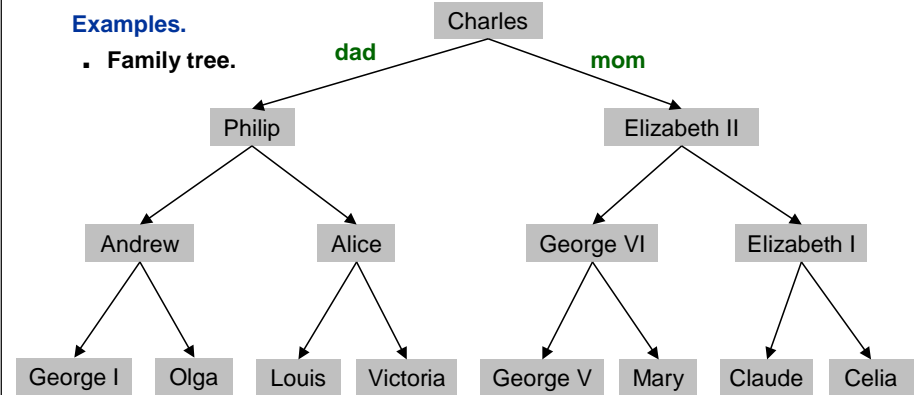 Examples.
Charles
▪ Family tree.
dad
mom
Philip
Elizabeth II
Andrew
Alice
George VI
Elizabeth I
George I
Olga
Louis
Victoria
George V
Mary
Claude
Celia